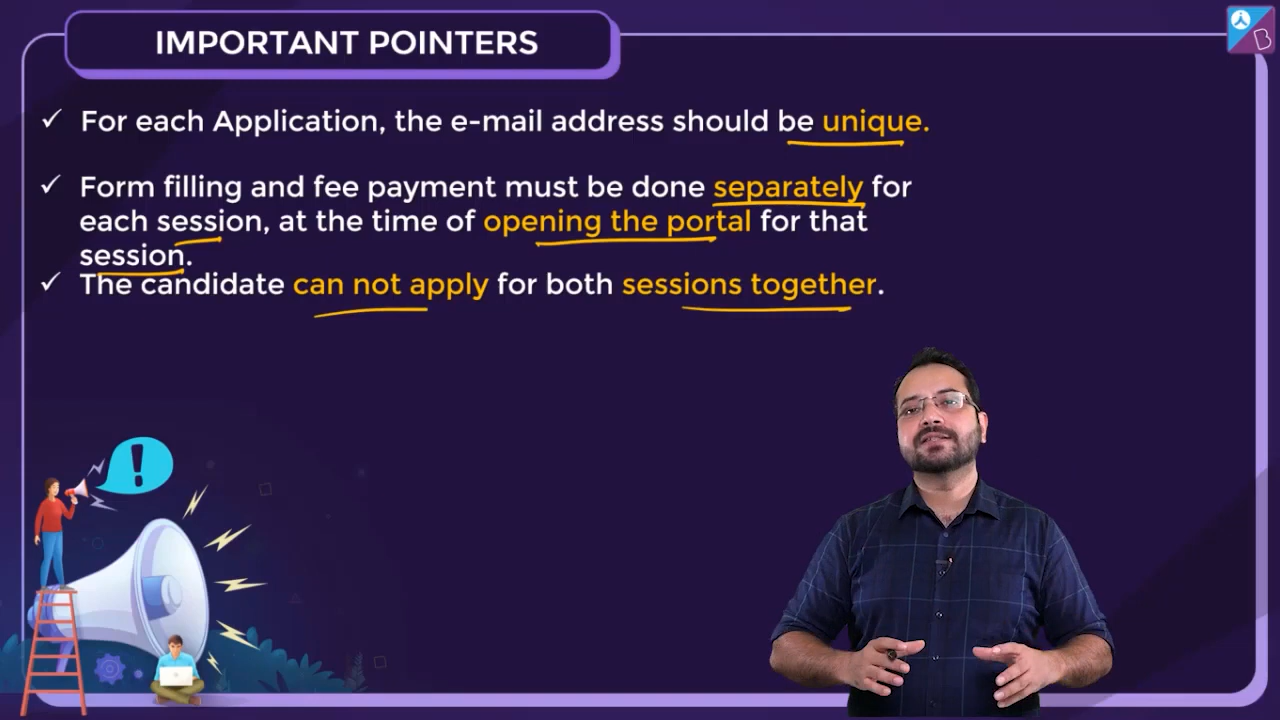 IMPORTANT POINTERS
✓ For each Application, the e-mail address should be unique.
✓ Form filling and fee payment must be done separately for
each session, at the time of opening the portal for that
session.
✓ The candidate can not apply for both sessions together.
!
B